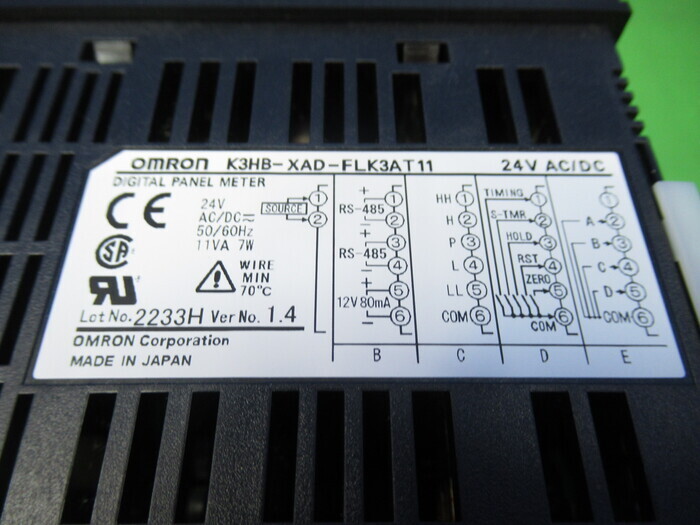 OMRON K3HB-XAD-FLK3AT11 24V AC/DC
DIGITAL PANEL METER
CE
24V
AC/DC
50/60Hz
11VA 7W
SOURCE
1
2
SA
WIRE
MIN
70°C
RU
Lot No. 2233H Ver No. 1.4
OMRON Corporation
MADE IN JAPAN
+ 1
RS-485
- 2
+ 3
RS-485
- 4
+ 5
12V 80mA
- 6
B
HH 1
H 2
P 3
L 4
LL 5
COM 6
C
TIMING 1
S-TMR 2
HOLD 3
RST 4
ZERO 5
COM 6
D
1
A 2
B 3
C 4
D 5
COM 6
E